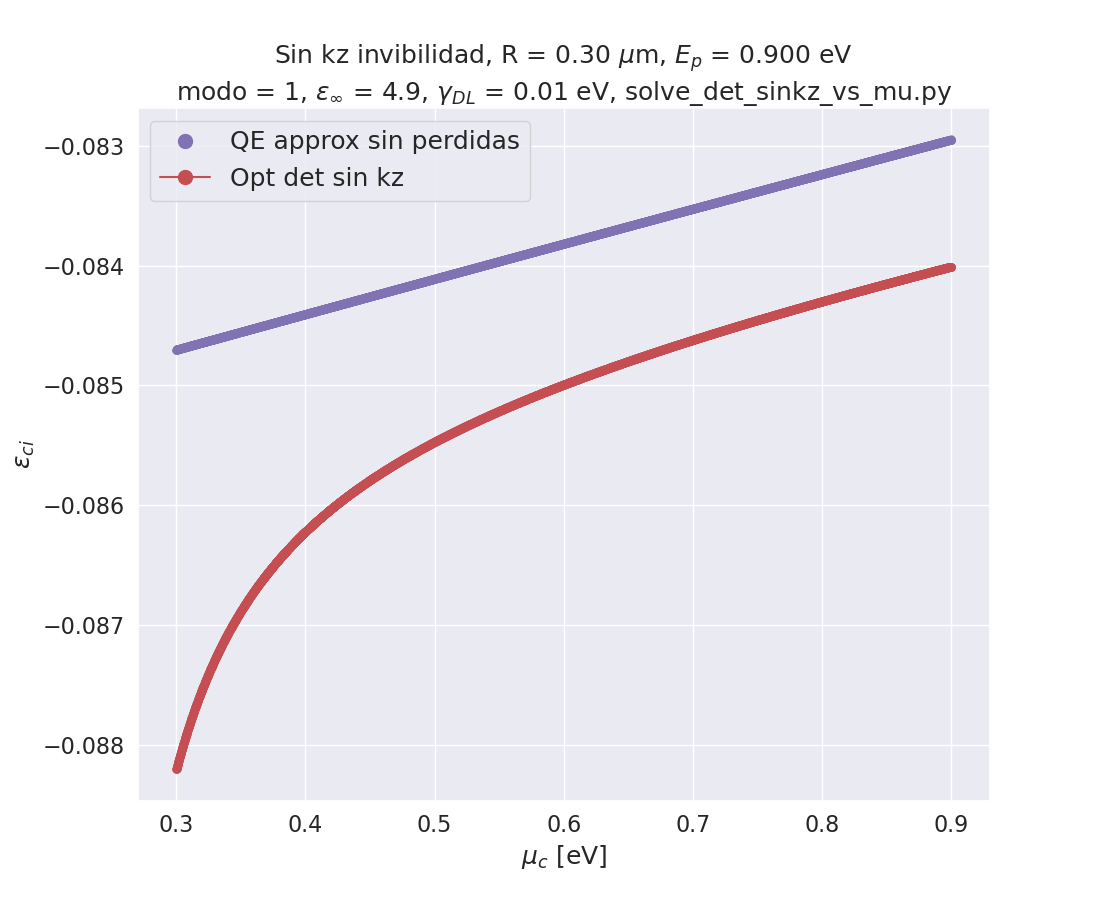 Sin kz invibilidad, R = 0.30 μm, E_p = 0.900 eV
modo = 1, ε_∞ = 4.9, γ_DL = 0.01 eV, solve_det_sinkz_vs_mu.py
QE approx sin perdidas
Opt det sin kz
−0.083
−0.084
−0.085
−0.086
−0.087
−0.088
ε_ci
0.3 0.4 0.5 0.6 0.7 0.8 0.9
μ_c [eV]